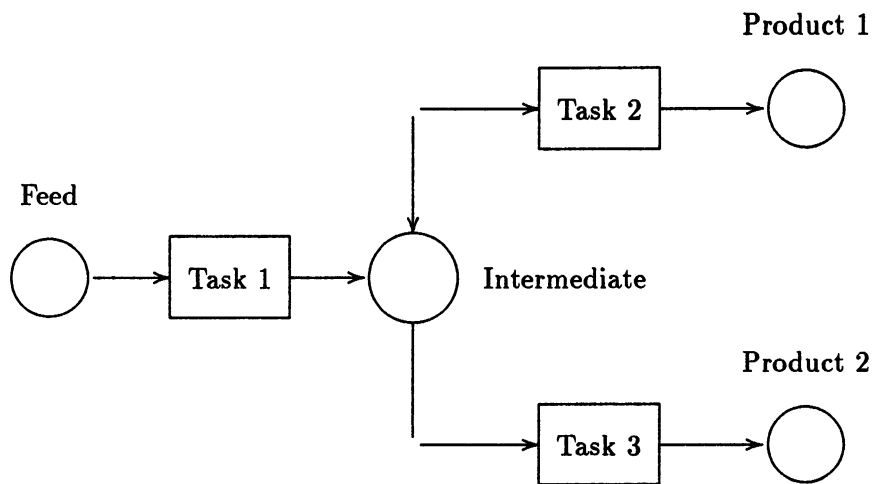 Product 1
Task 2
Feed
Task 1
Intermediate
Product 2
Task 3